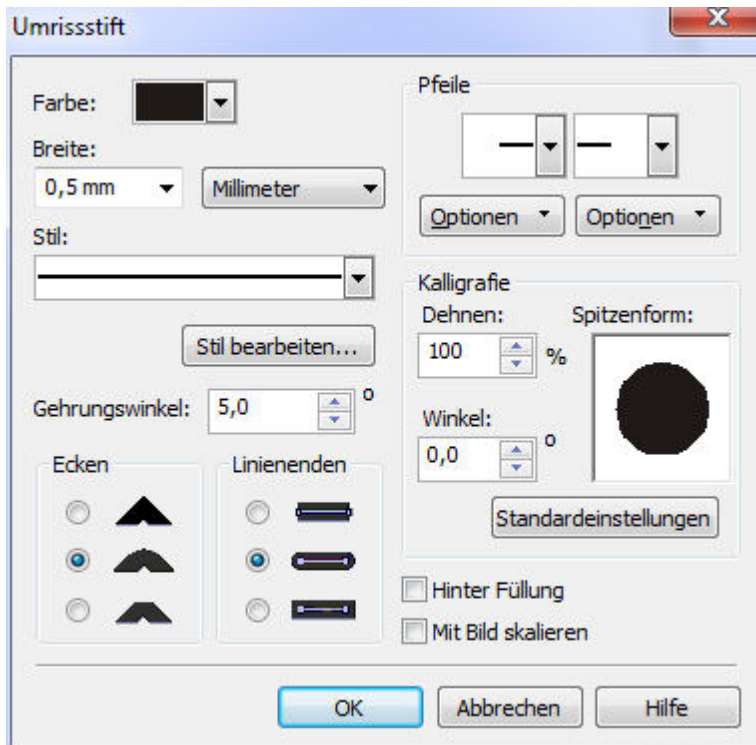 Umrissstift
Farbe:
Breite:
0,5 mm
Millimeter
Stil:
Stil bearbeiten...
Gehrungswinkel:
5,0
°
Ecken
Linienenden
Pfeile
Optionen
Optionen
Kalligrafie
Dehnen:
Spitzenform:
100
%
Winkel:
0,0
°
Standardeinstellungen
Hinter Füllung
Mit Bild skalieren
OK
Abbrechen
Hilfe